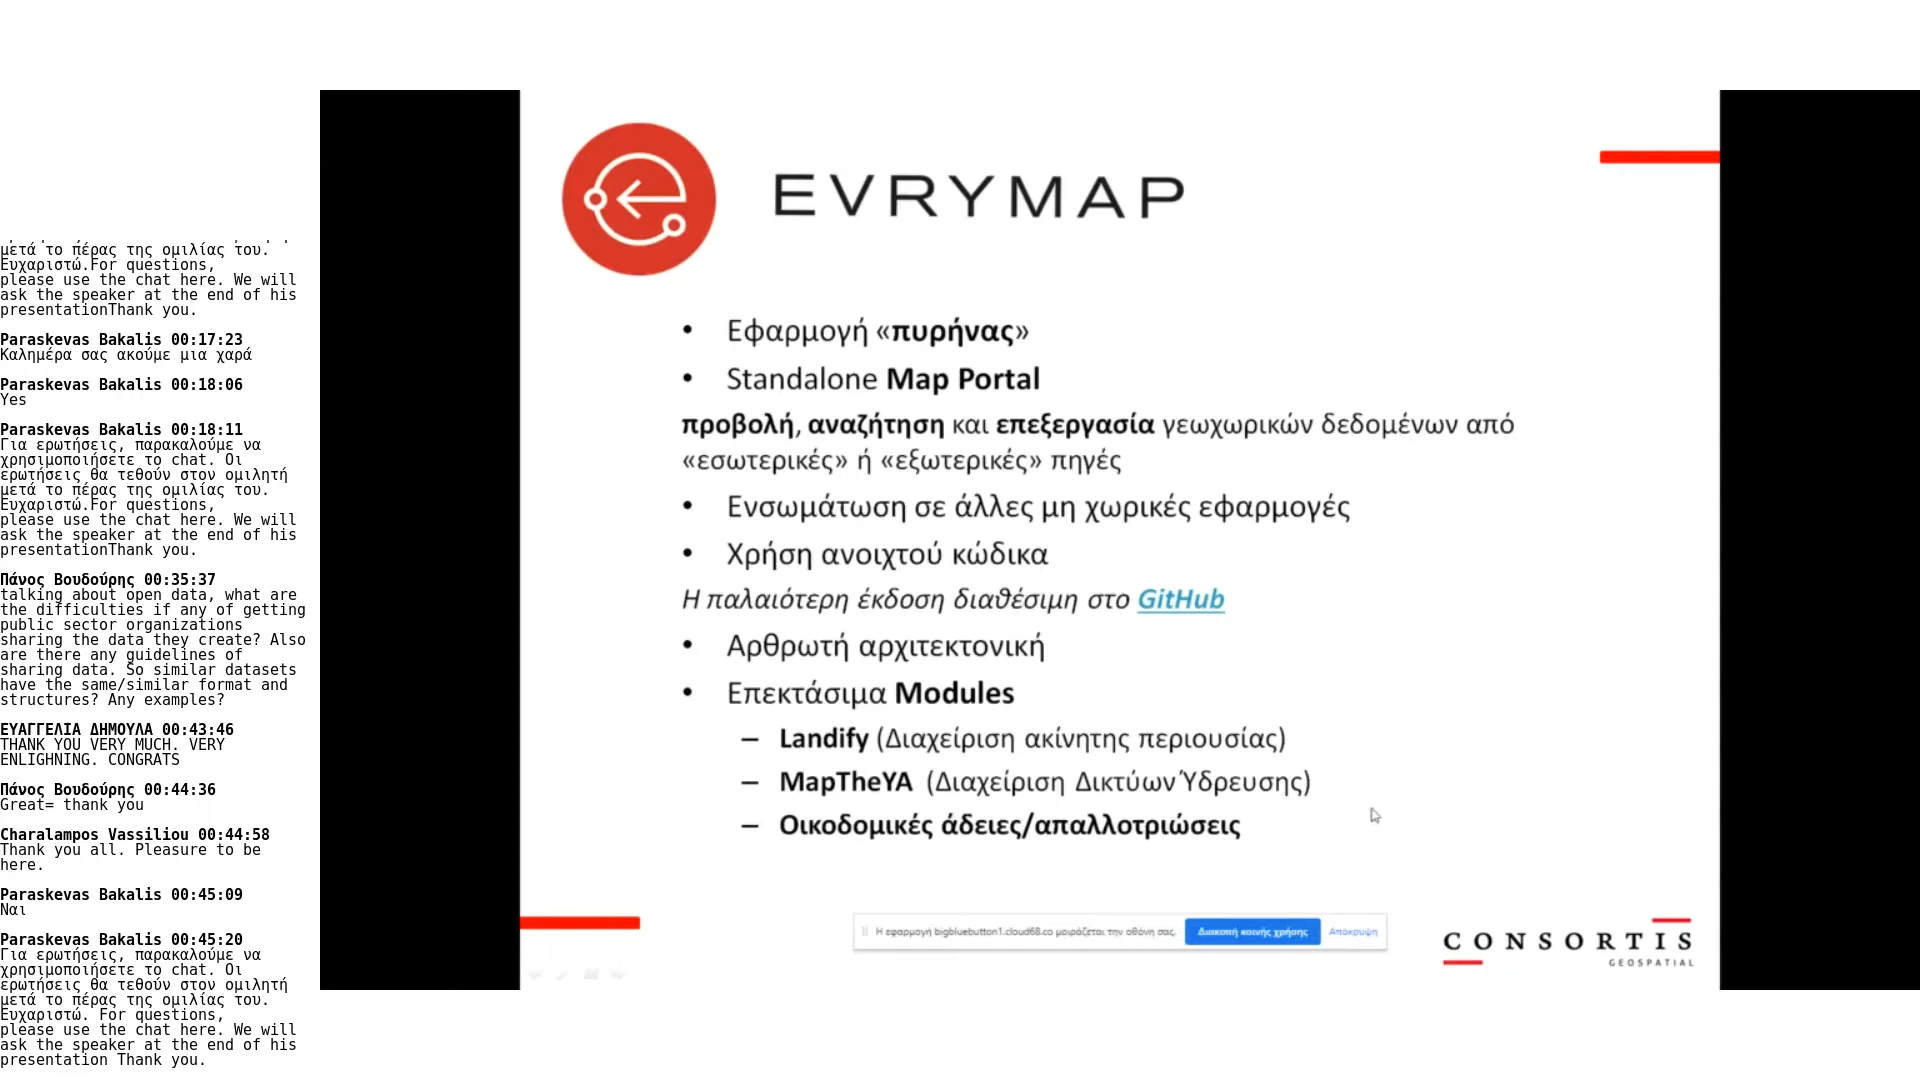 μετά το πέρας της ομιλίας του.
Ευχαριστώ.For questions,
please use the chat here. We will
ask the speaker at the end of his
presentationThank you.
Paraskevas Bakalis 00:17:23
Καλημέρα σας ακούμε μια χαρά
Paraskevas Bakalis 00:18:06
Yes
Paraskevas Bakalis 00:18:11
Για ερωτήσεις, παρακαλούμε να
χρησιμοποιήσετε το chat. Οι
ερωτήσεις θα τεθούν στον ομιλητή
μετά το πέρας της ομιλίας του.
Ευχαριστώ.For questions,
please use the chat here. We will
ask the speaker at the end of his
presentationThank you.
Πάνος Βουδούρης 00:35:37
talking about open data, what are
the difficulties if any of getting
public sector organizations
sharing the data they create? Also
are there any guidelines of
sharing data. So similar datasets
have the same/similar format and
structures? Any examples?
ΕΥΑΓΓΕΛΙΑ ΔΗΜΟΥΛΑ 00:43:46
THANK YOU VERY MUCH. VERY
ENLIGHNING. CONGRATS
Πάνος Βουδούρης 00:44:36
Great= thank you
Charalampos Vassiliou 00:44:58
Thank you all. Pleasure to be
here.
Paraskevas Bakalis 00:45:09
Ναι
Paraskevas Bakalis 00:45:20
Για ερωτήσεις, παρακαλούμε να
χρησιμοποιήσετε το chat. Οι
ερωτήσεις θα τεθούν στον ομιλητή
μετά το πέρας της ομιλίας του.
Ευχαριστώ. For questions,
please use the chat here. We will
ask the speaker at the end of his
presentation Thank you.
EVRYMAP
• Εφαρμογή «πυρήνας»
• Standalone Map Portal
προβολή, αναζήτηση και επεξεργασία γεωχωρικών δεδομένων από
«εσωτερικές» ή «εξωτερικές» πηγές
• Ενσωμάτωση σε άλλες μη χωρικές εφαρμογές
• Χρήση ανοιχτού κώδικα
Η παλαιότερη έκδοση διαθέσιμη στο GitHub
• Αρθρωτή αρχιτεκτονική
• Επεκτάσιμα Modules
– Landify (Διαχείριση ακίνητης περιουσίας)
– MapTheYA (Διαχείριση Δικτύων Ύδρευσης)
– Οικοδομικές άδειες/απαλλοτριώσεις
Η εφαρμογή bigbluebutton1.cloud68.co μοιράζεται την οθόνη σας. Διακοπή κοινής χρήσης Απόκρυψη
CONSORTIS
GEOSPATIAL